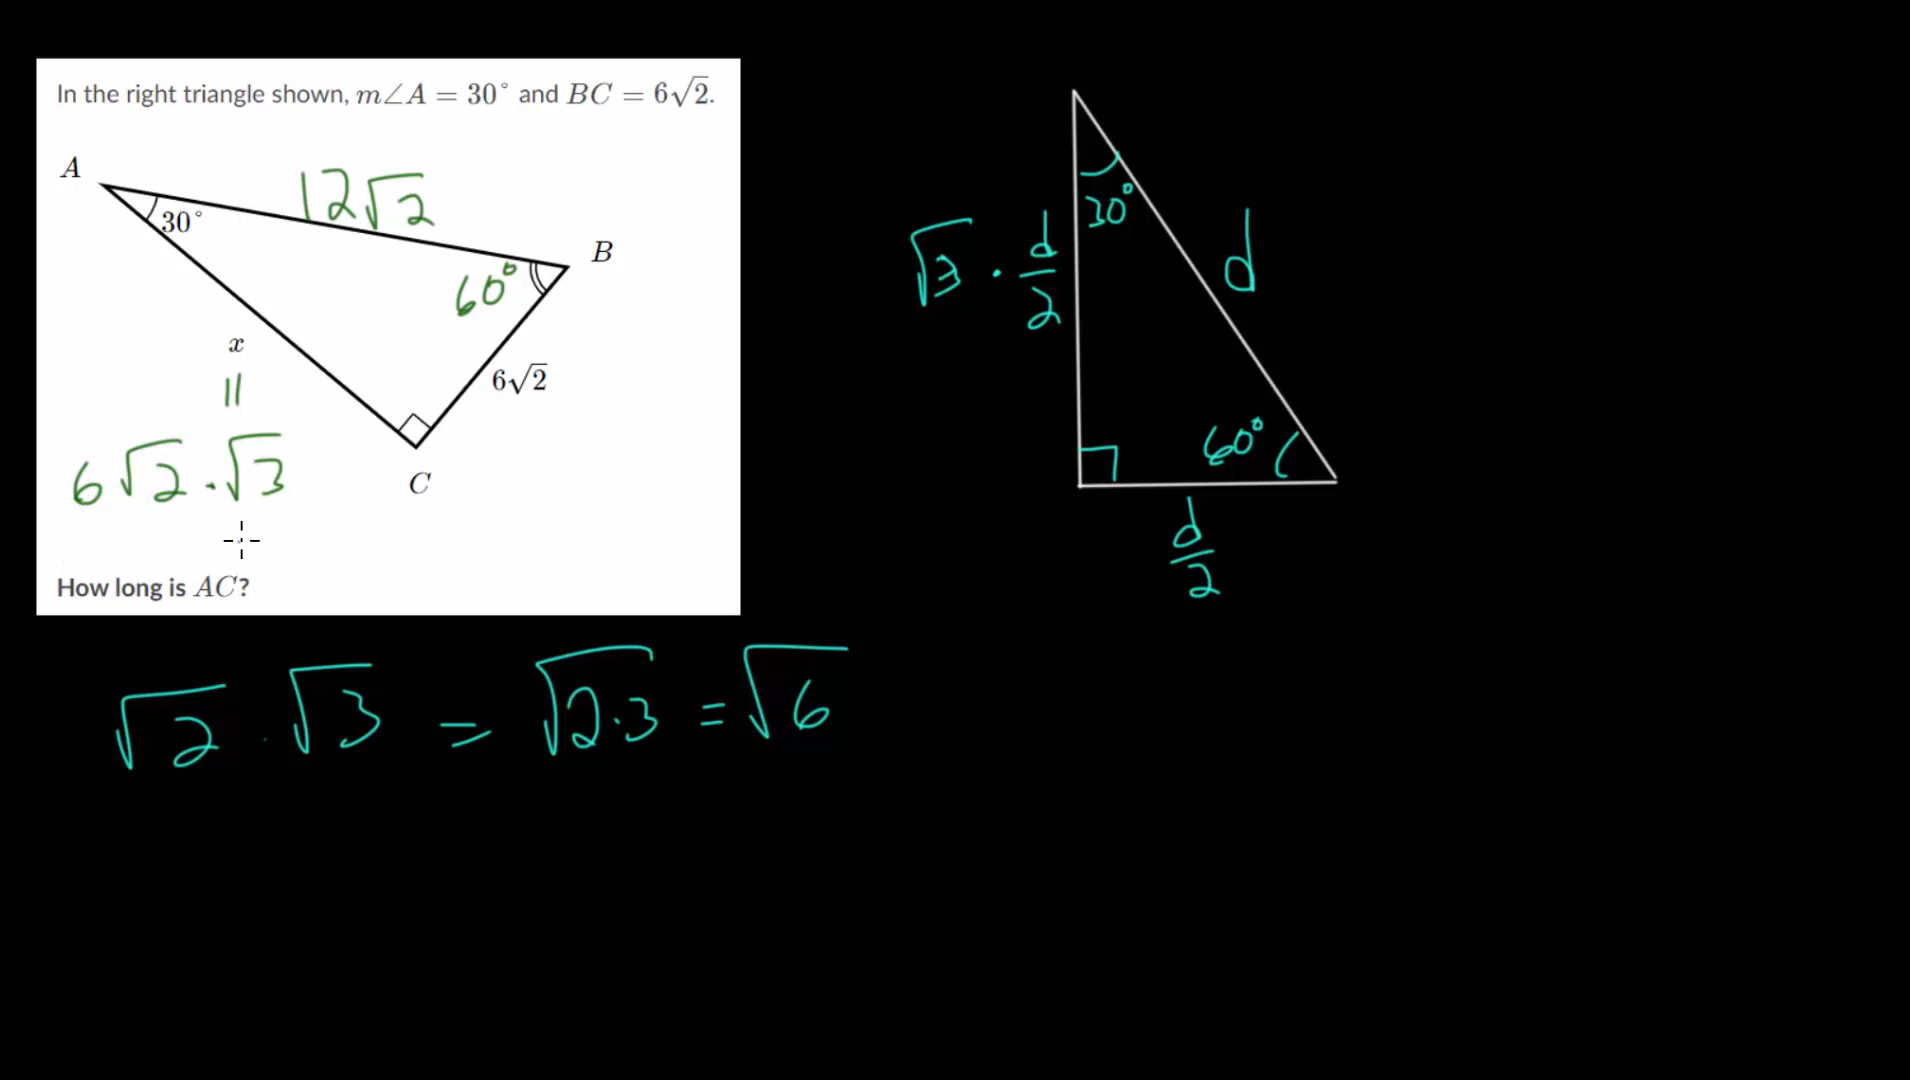 In the right triangle shown, m∠A = 30° and BC = 6√2.
A
12√2
30°
B
60°
x
=
6√2
6√2 · √3
C
How long is AC?
30°
√3 · d/2
d
60°
d/2
√2 · √3 = √2·3 = √6